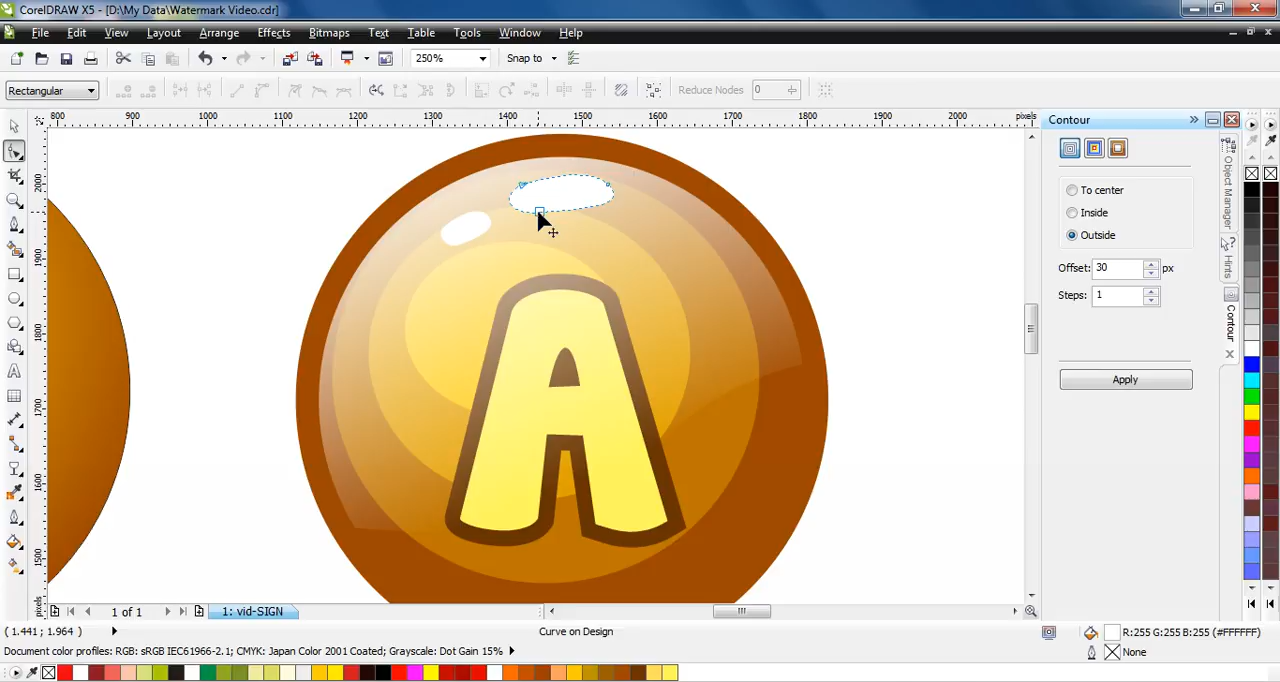 CorelDRAW X5 - [D:\My Data\Watermark Video.cdr]
File Edit View Layout Arrange Effects Bitmaps Text Table Tools Window Help
250% Snap to
Rectangular Reduce Nodes 0
800 900 1000 1100 1200 1300 1400 1500 1600 1700 1800 1900 2000 pixels
Contour
To center
Inside
Outside
Offset: 30 px
Steps: 1
Apply
Object Manager
Hints
Contour
2000
1900
1800
1700
1600
1500
pixels
A
1 of 1 1: vid-SIGN
( 1.441 ; 1.964 ) Curve on Design R:255 G:255 B:255 (#FFFFFF)
Document color profiles: RGB: sRGB IEC61966-2.1; CMYK: Japan Color 2001 Coated; Grayscale: Dot Gain 15% None